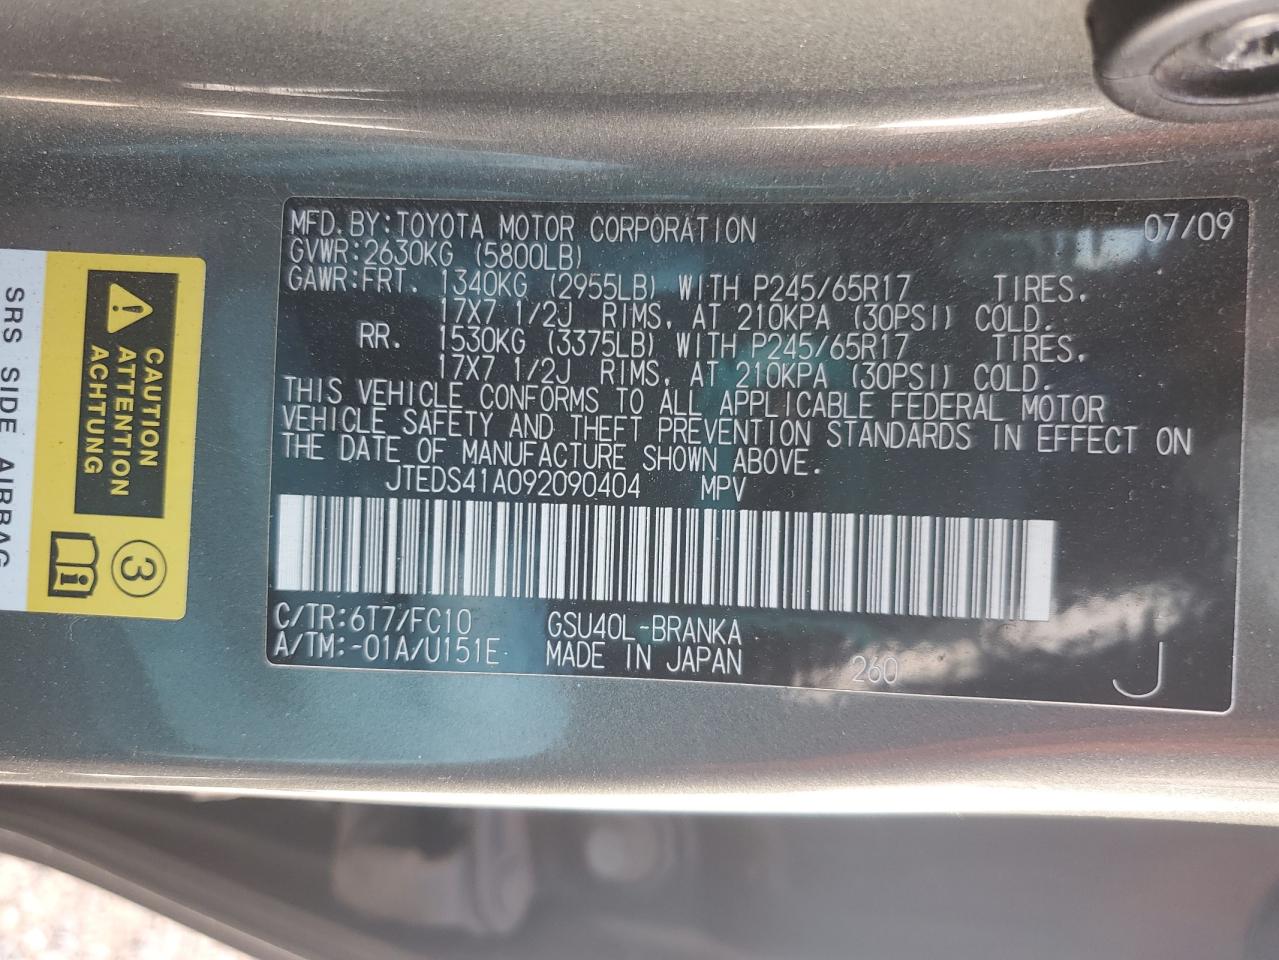 MFD.BY:TOYOTA MOTOR CORPORATION 07/09
GVWR:2630KG (5800LB)
GAWR:FRT. 1340KG (2955LB) WITH P245/65R17 TIRES,
17X7 1/2J RIMS, AT 210KPA (30PSI) COLD.
RR. 1530KG (3375LB) WITH P245/65R17 TIRES,
17X7 1/2J RIMS, AT 210KPA (30PSI) COLD.
THIS VEHICLE CONFORMS TO ALL APPLICABLE FEDERAL MOTOR
VEHICLE SAFETY AND THEFT PREVENTION STANDARDS IN EFFECT ON
THE DATE OF MANUFACTURE SHOWN ABOVE.
JTEDS41A092090404 MPV
C/TR:6T7/FC10 GSU40L-BRANKA
A/TM:-01A/U151E MADE IN JAPAN 260 J
CAUTION
ATTENTION
ACHTUNG
3
SRS SIDE AIRBAG